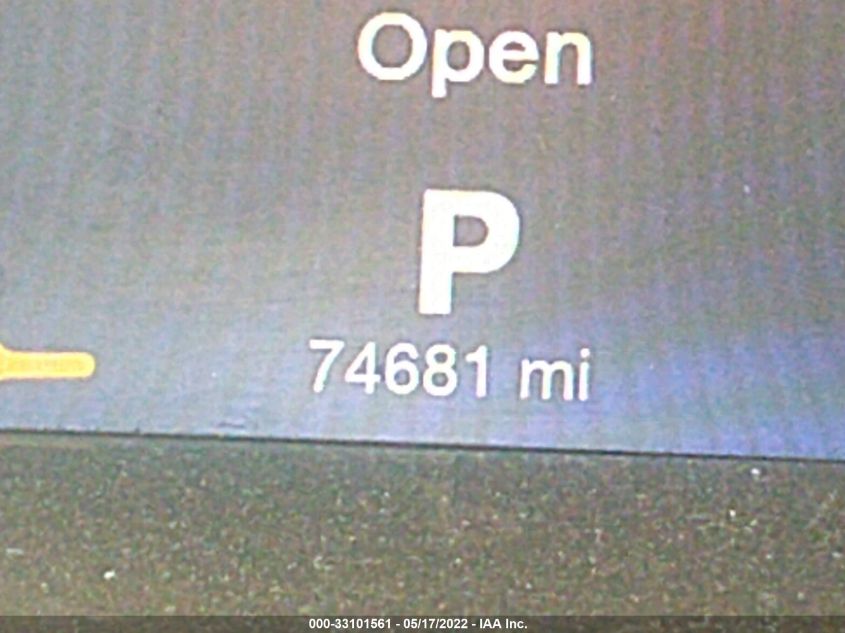 Open
P
74681 mi
000-33101561 - 05/17/2022 - IAA Inc.